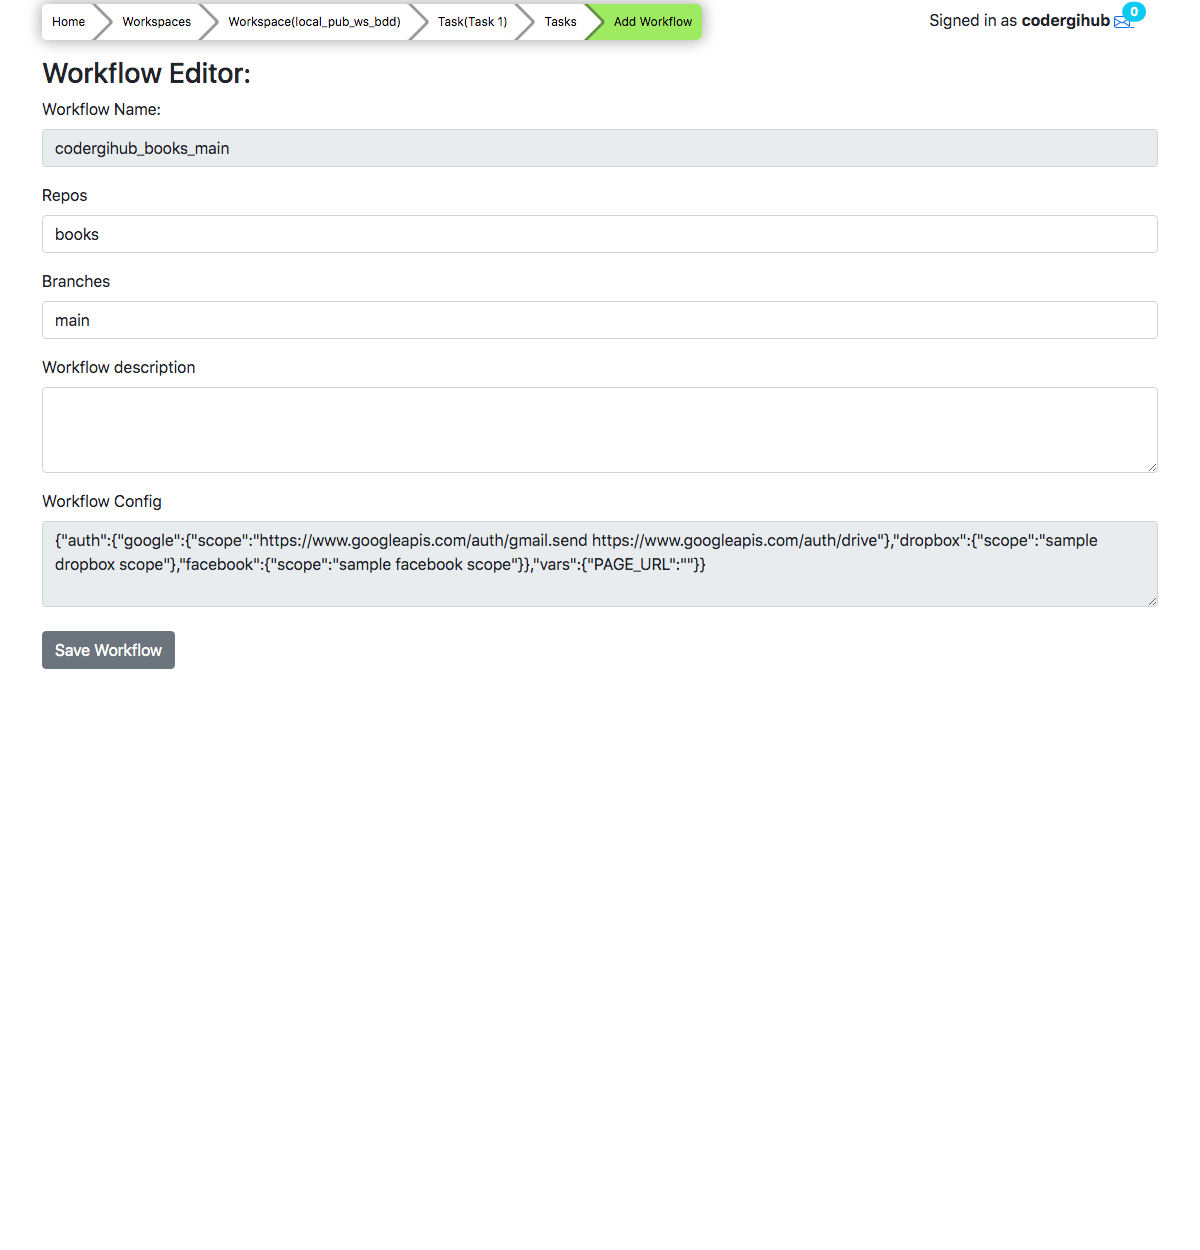 Home Workspaces Workspace(local_pub_ws_bdd) Task(Task 1) Tasks Add Workflow
Signed in as codergihub 0
Workflow Editor:
Workflow Name:
codergihub_books_main
Repos
books
Branches
main
Workflow description
Workflow Config
{"auth":{"google":{"scope":"https://www.googleapis.com/auth/gmail.send https://www.googleapis.com/auth/drive"},"dropbox":{"scope":"sample
dropbox scope"},"facebook":{"scope":"sample facebook scope"}},"vars":{"PAGE_URL":""}}
Save Workflow